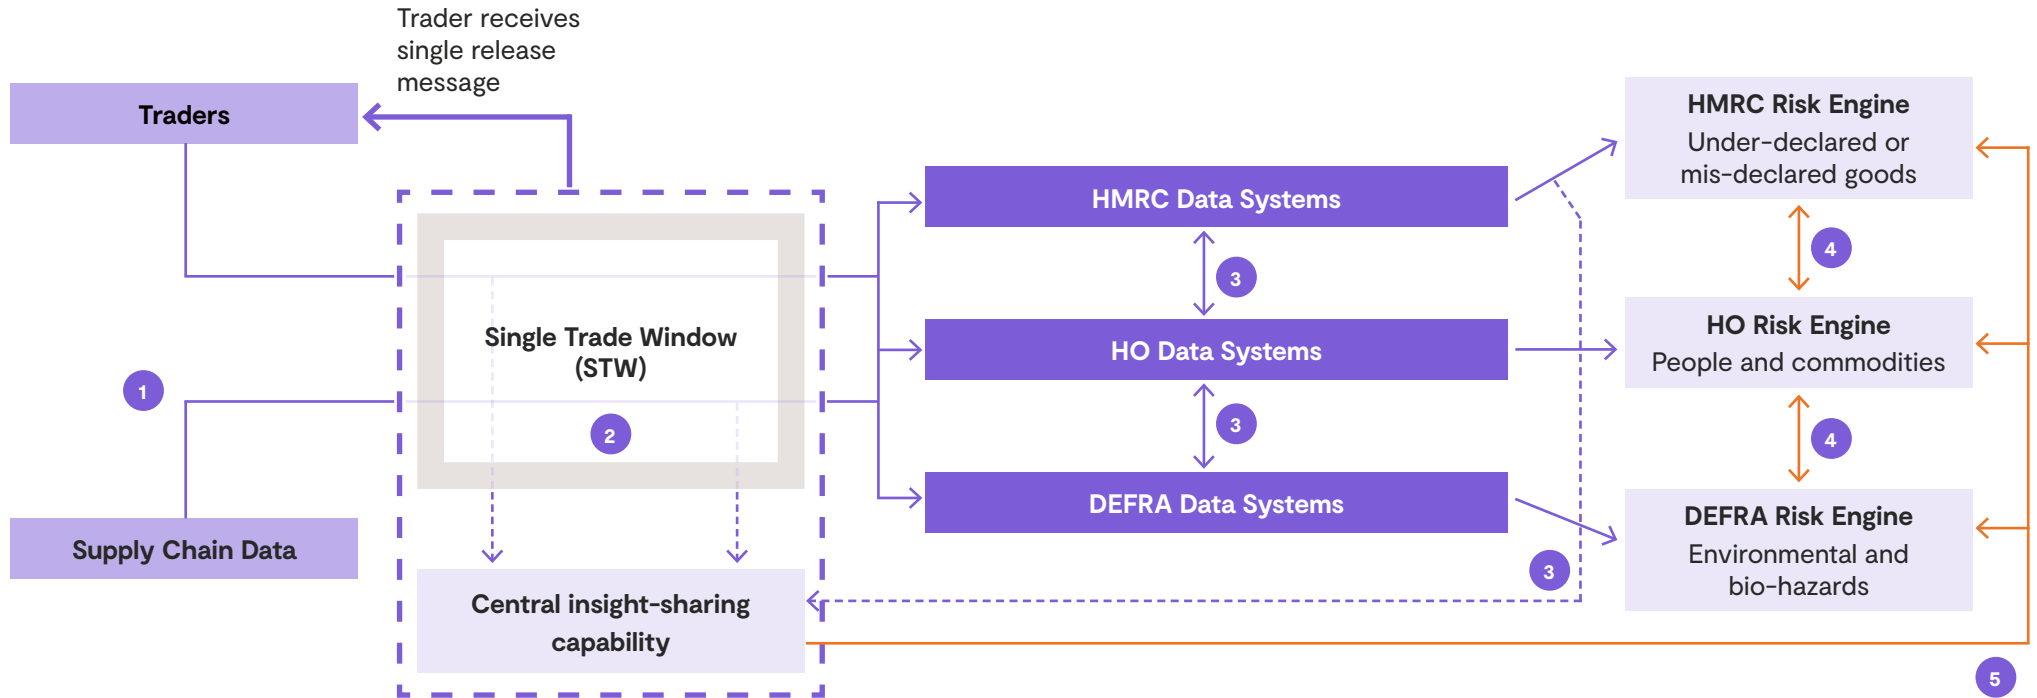 Trader receives
single release
message
Traders
Supply Chain Data
1
Single Trade Window
(STW)
2
Central insight-sharing
capability
HMRC Data Systems
3
HO Data Systems
3
DEFRA Data Systems
3
HMRC Risk Engine
Under-declared or
mis-declared goods
4
HO Risk Engine
People and commodities
4
DEFRA Risk Engine
Environmental and
bio-hazards
5